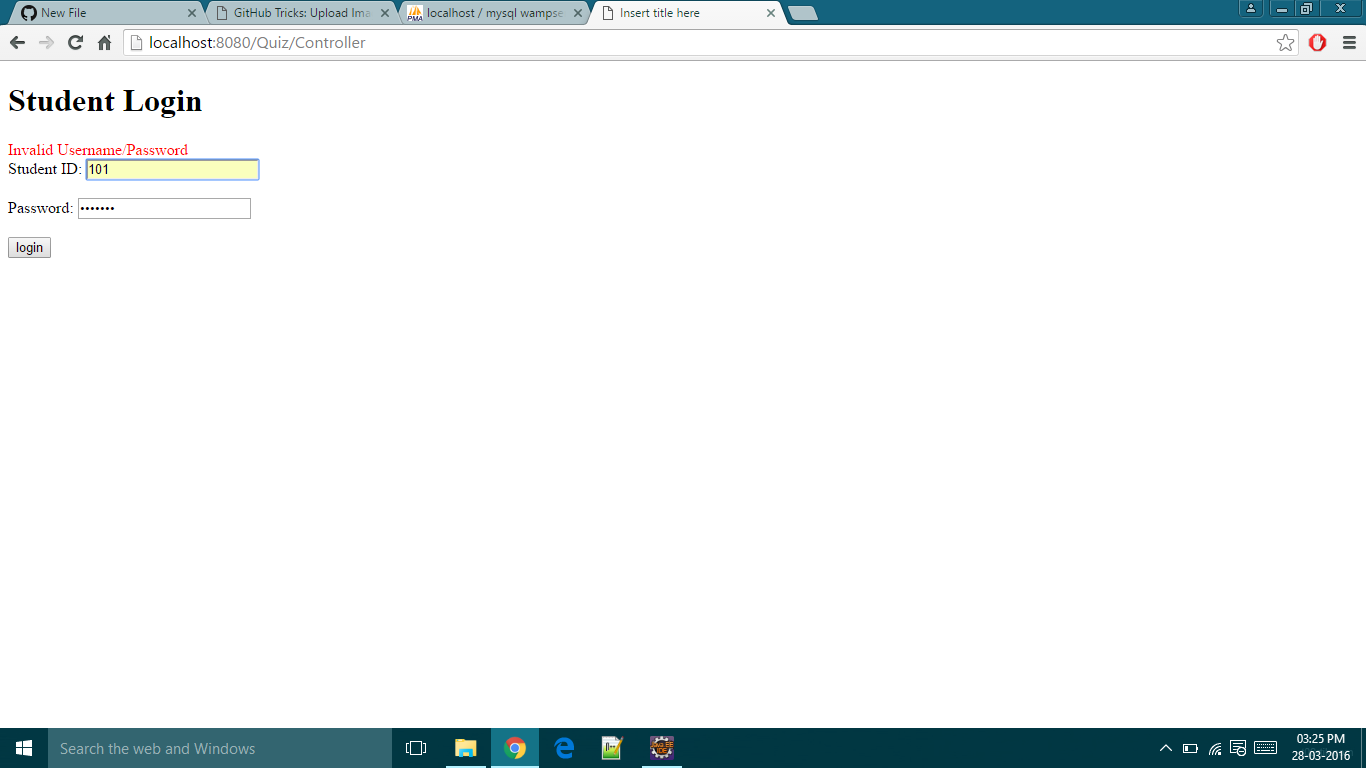 New File
GitHub Tricks: Upload Ima
localhost / mysql wampse
Insert title here
localhost:8080/Quiz/Controller
Student Login
Invalid Username/Password
Student ID: 101
Password: •••••••
login
Search the web and Windows
03:25 PM
28-03-2016